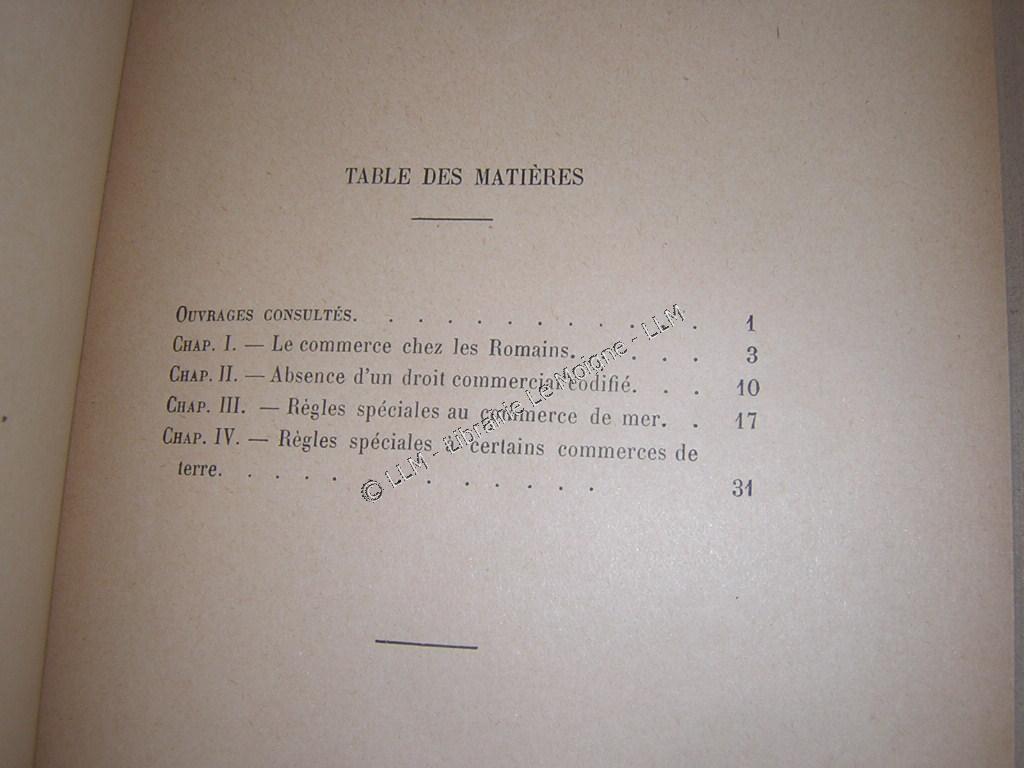 TABLE DES MATIÈRES
OUVRAGES CONSULTÉS. . . . . . . . . . . . 1
CHAP. I. — Le commerce chez les Romains. . . . . 3
CHAP. II. — Absence d'un droit commercial codifié. . . 10
CHAP. III. — Règles spéciales au commerce de mer. . 17
CHAP. IV. — Règles spéciales à certains commerces de
terre. . . . . . . . . . . . 31
© LLM - Librairie Le Moigne - LLM